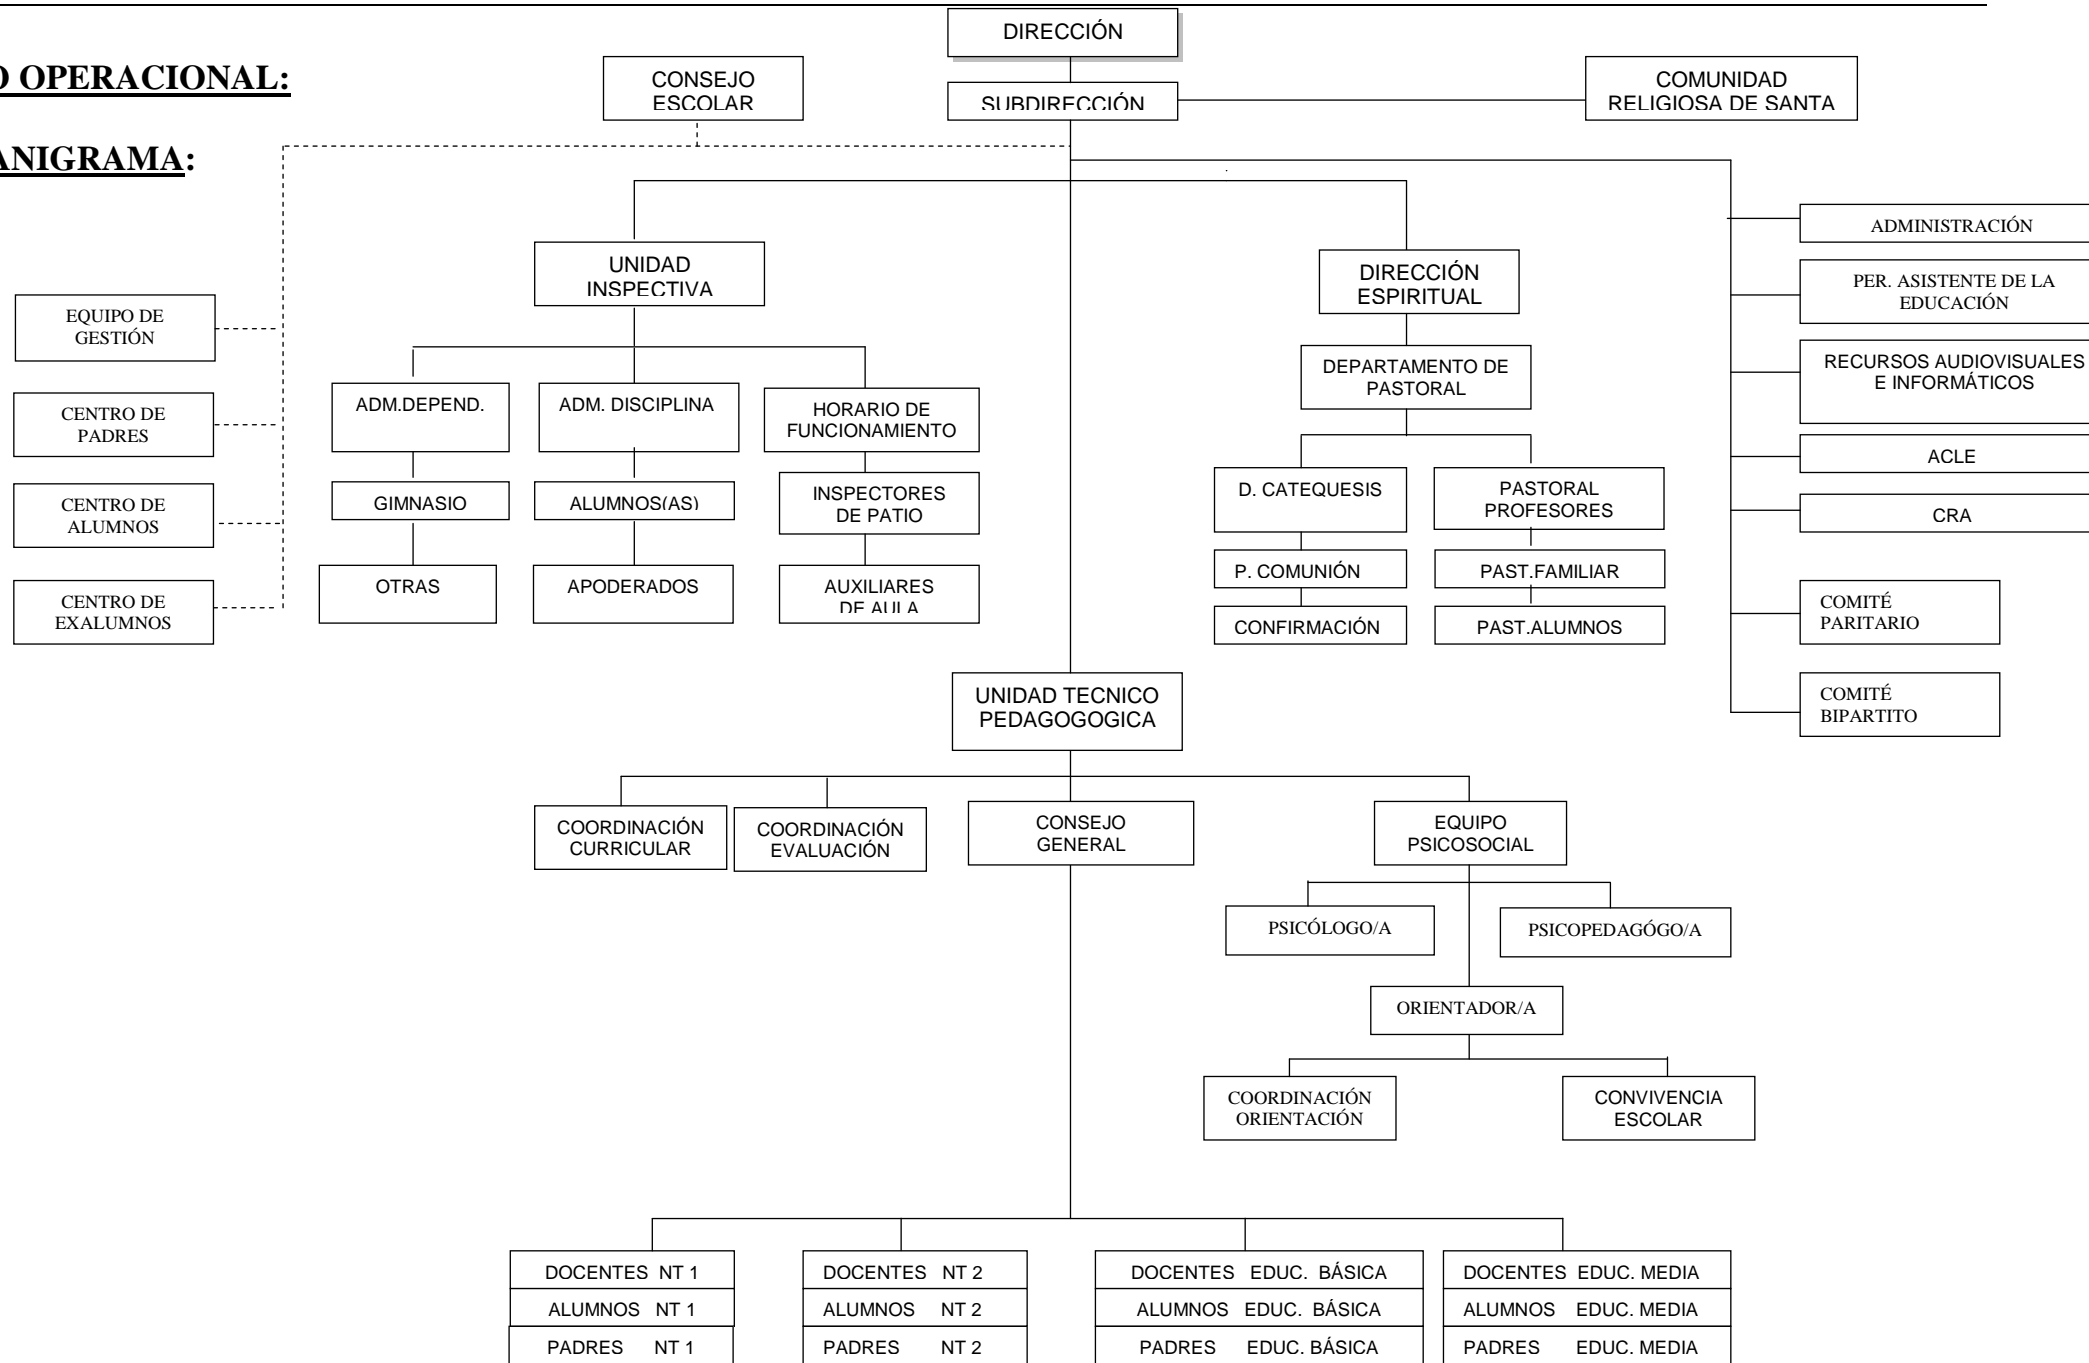 DIRECCIÓN
O OPERACIONAL:
CONSEJO
ESCOLAR
SUBDIRECCIÓN
COMUNIDAD
RELIGIOSA DE SANTA
ANIGRAMA:
ADMINISTRACIÓN
UNIDAD
INSPECTIVA
DIRECCIÓN
ESPIRITUAL
PER. ASISTENTE DE LA
EDUCACIÓN
EQUIPO DE
GESTIÓN
DEPARTAMENTO DE
PASTORAL
RECURSOS AUDIOVISUALES
E INFORMÁTICOS
CENTRO DE
PADRES
ADM.DEPEND.
ADM. DISCIPLINA
HORARIO DE
FUNCIONAMIENTO
ACLE
CENTRO DE
ALUMNOS
GIMNASIO
ALUMNOS(AS)
INSPECTORES
DE PATIO
D. CATEQUESIS
PASTORAL
PROFESORES
CRA
CENTRO DE
EXALUMNOS
OTRAS
APODERADOS
AUXILIARES
DE AULA
P. COMUNIÓN
PAST.FAMILIAR
CONFIRMACIÓN
PAST.ALUMNOS
COMITÉ
PARITARIO
UNIDAD TECNICO
PEDAGOGOGICA
COMITÉ
BIPARTITO
COORDINACIÓN
CURRICULAR
COORDINACIÓN
EVALUACIÓN
CONSEJO
GENERAL
EQUIPO
PSICOSOCIAL
PSICÓLOGO/A
PSICOPEDAGÓGO/A
ORIENTADOR/A
COORDINACIÓN
ORIENTACIÓN
CONVIVENCIA
ESCOLAR
DOCENTES NT 1
ALUMNOS NT 1
PADRES NT 1
DOCENTES NT 2
ALUMNOS NT 2
PADRES NT 2
DOCENTES EDUC. BÁSICA
ALUMNOS EDUC. BÁSICA
PADRES EDUC. BÁSICA
DOCENTES EDUC. MEDIA
ALUMNOS EDUC. MEDIA
PADRES EDUC. MEDIA